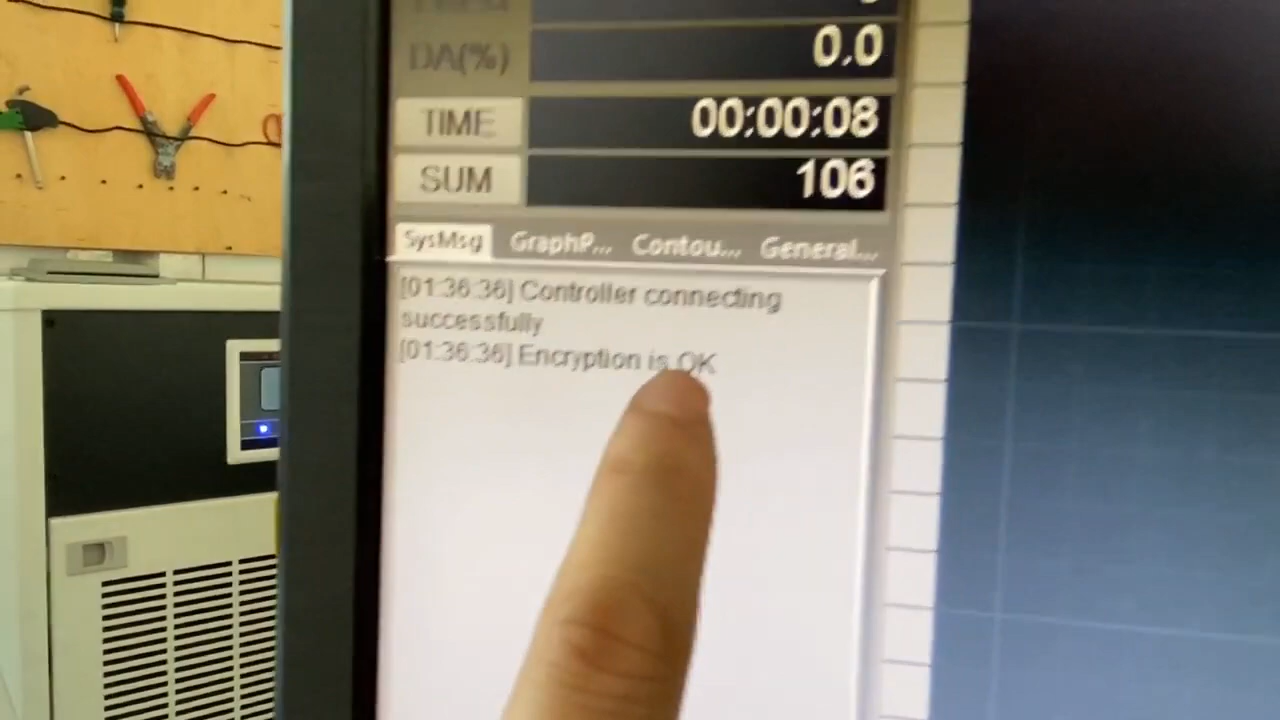 DA(%)
0.0
TIME
00:00:08
SUM
106
SysMsg GraphP... Contou... General...
[01:36:36] Controller connecting
successfully
[01:36:36] Encryption is OK